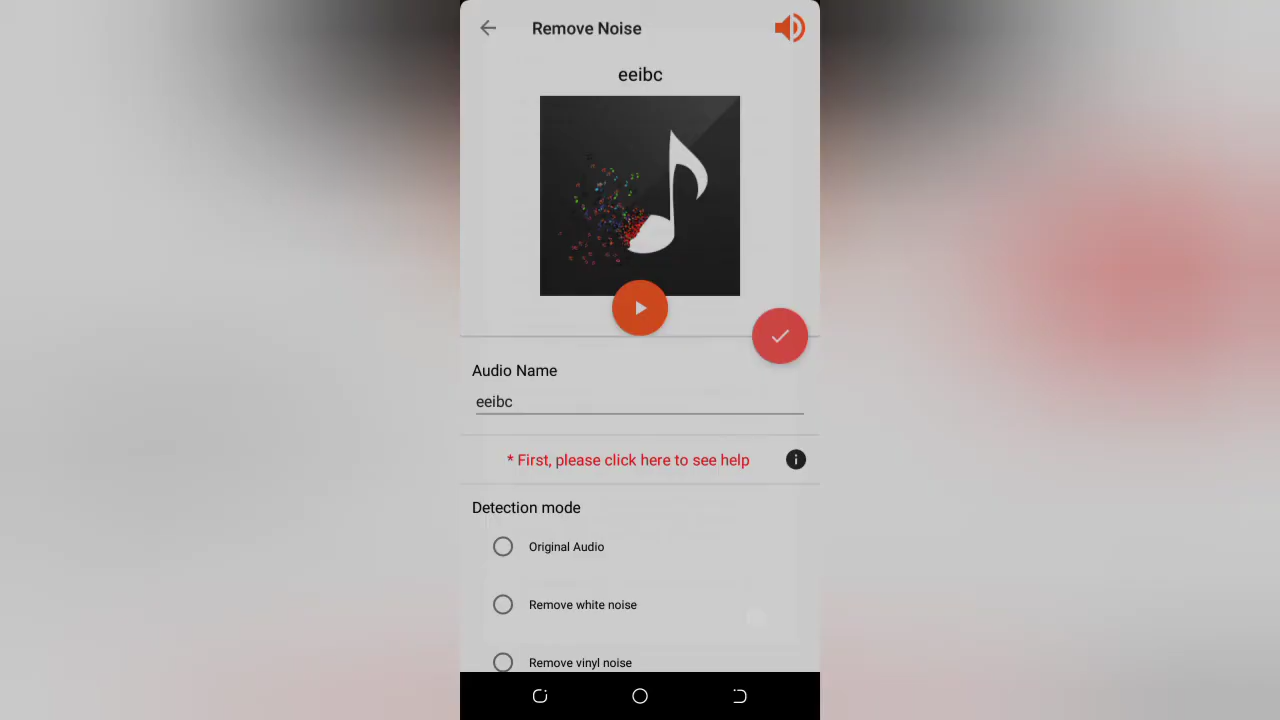 Remove Noise
eeibc
Audio Name
eeibc
* First, please click here to see help
Detection mode
Original Audio
Remove white noise
Remove vinyl noise